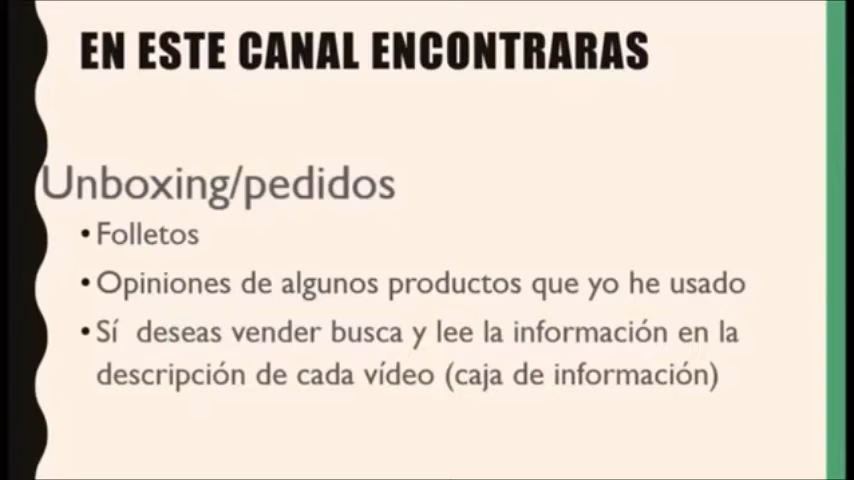 EN ESTE CANAL ENCONTRARAS
Unboxing/pedidos
• Folletos
• Opiniones de algunos productos que yo he usado
• Sí deseas vender busca y lee la información en la
descripción de cada vídeo (caja de información)